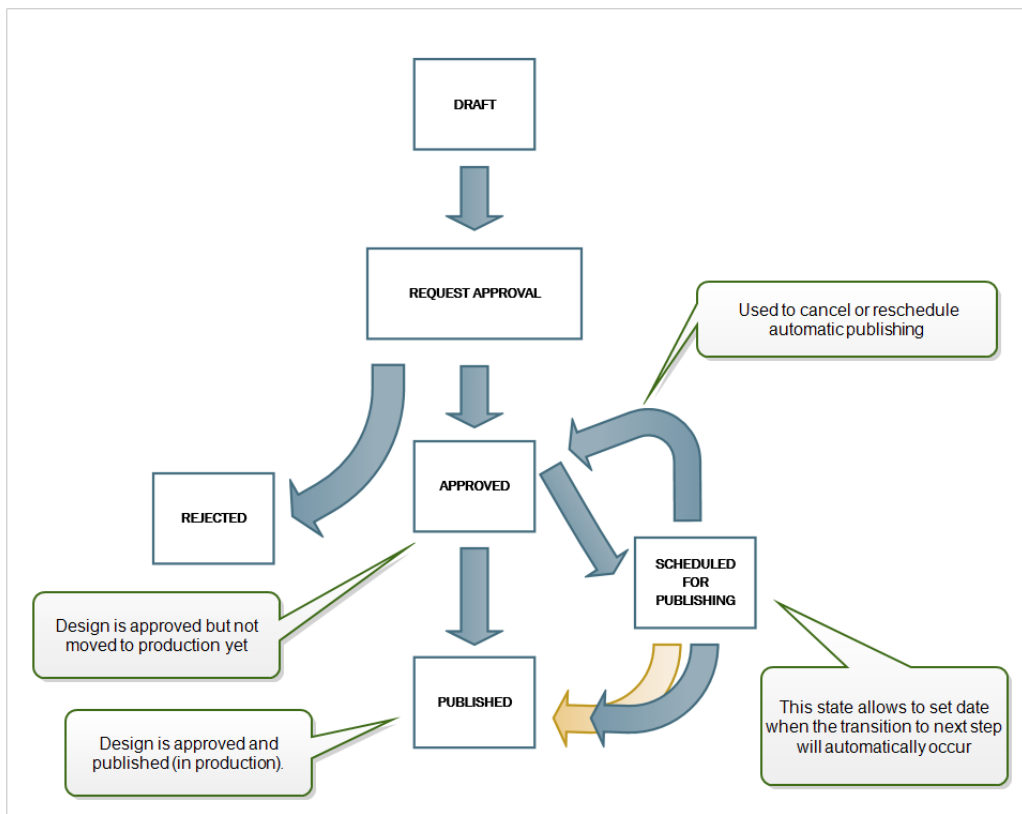 DRAFT
REQUEST APPROVAL
Used to cancel or reschedule
automatic publishing
APPROVED
REJECTED
SCHEDULED
FOR
PUBLISHING
Design is approved but not
moved to production yet
PUBLISHED
This state allows to set date
when the transition to next step
will automatically occur
Design is approved and
published (in production).